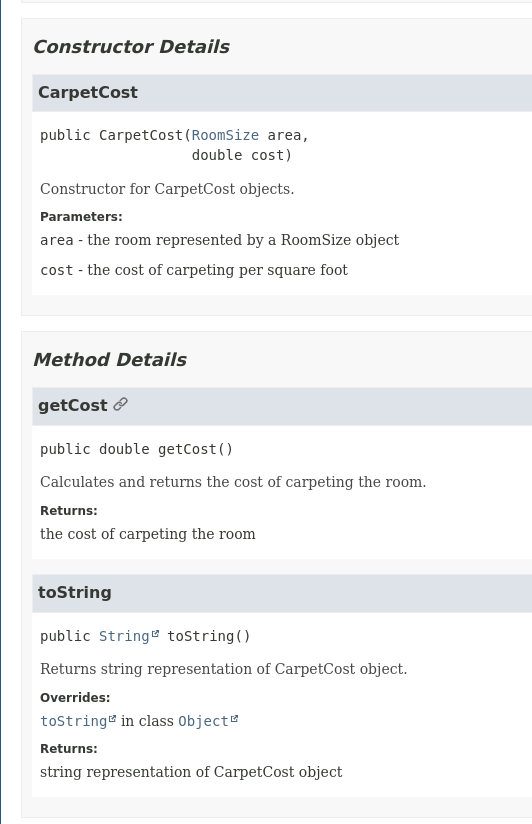 Constructor Details
CarpetCost
public CarpetCost(RoomSize area,
double cost)
Constructor for CarpetCost objects.
Parameters:
area - the room represented by a RoomSize object
cost - the cost of carpeting per square foot
Method Details
getCost
public double getCost()
Calculates and returns the cost of carpeting the room.
Returns:
the cost of carpeting the room
toString
public String toString()
Returns string representation of CarpetCost object.
Overrides:
toString in class Object
Returns:
string representation of CarpetCost object